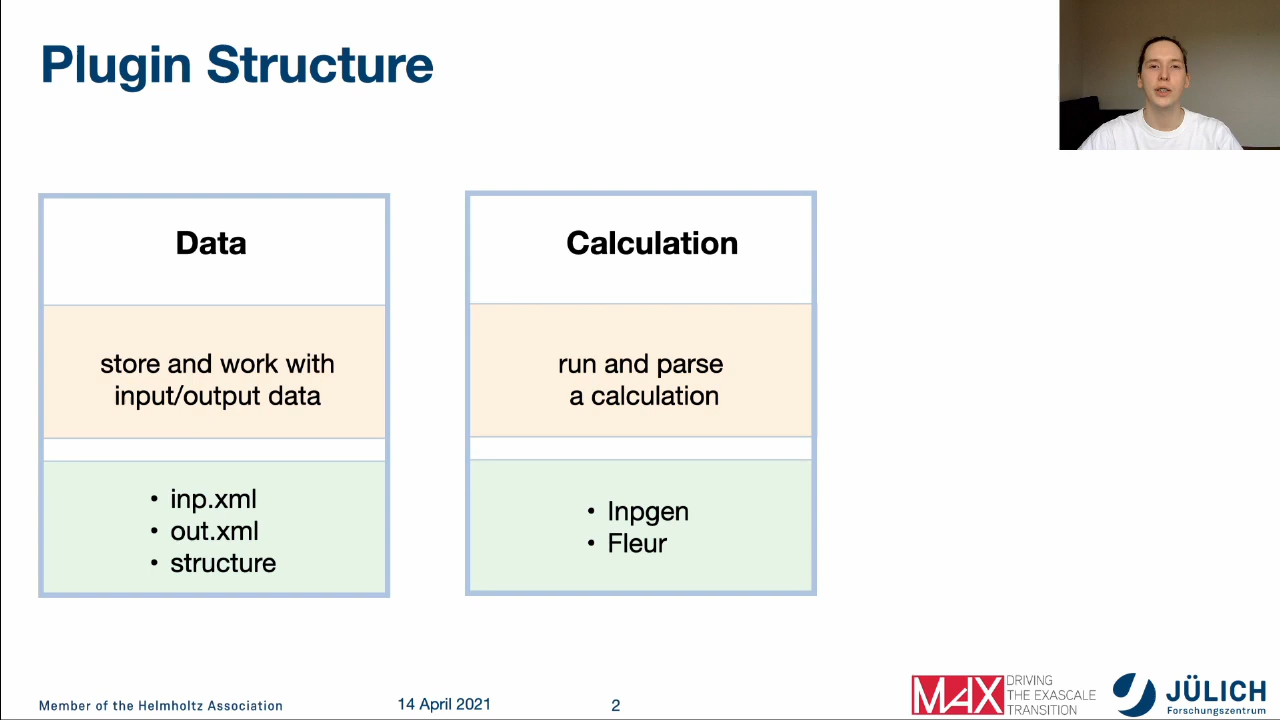 Plugin Structure
Data
store and work with
input/output data
• inp.xml
• out.xml
• structure
Calculation
run and parse
a calculation
• Inpgen
• Fleur
Member of the Helmholtz Association
14 April 2021
2
MAX
DRIVING
THE EXASCALE
TRANSITION
JÜLICH
Forschungszentrum